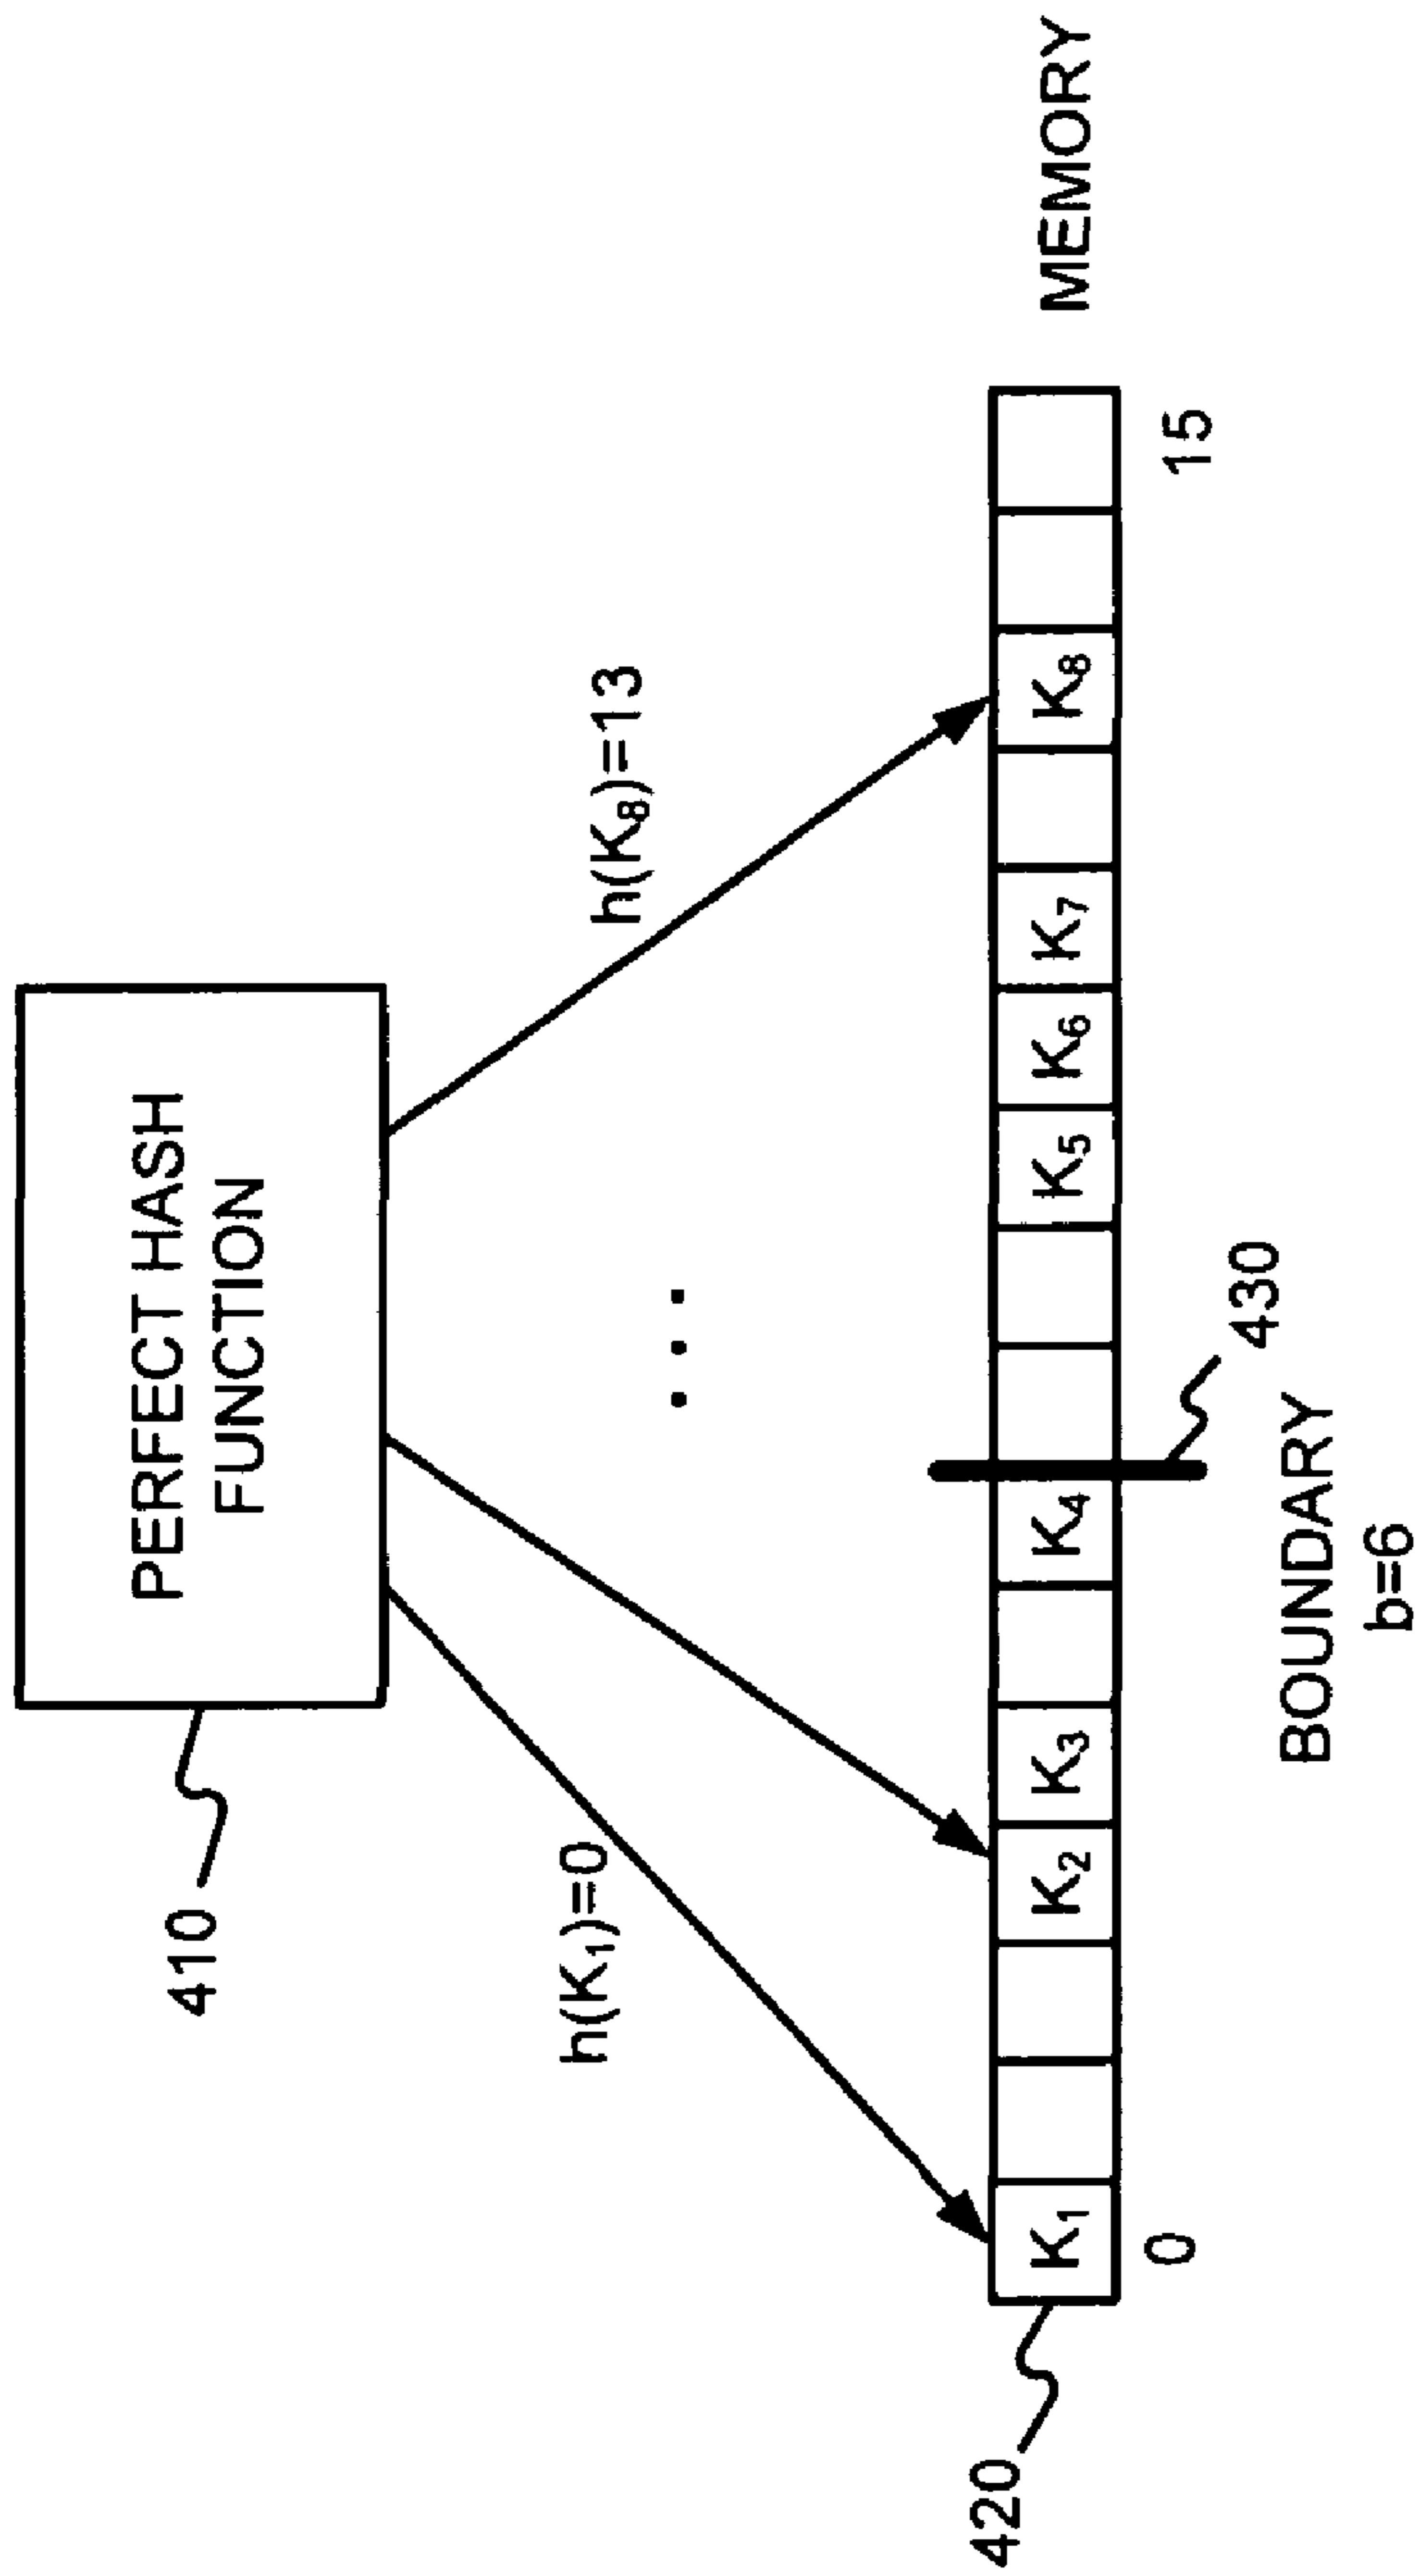 410
PERFECT HASH
FUNCTION
h(K₁)=0
h(K₈)=13
...
420
K₁ K₂ K₃ K₄ K₅ K₆ K₇ K₈
MEMORY
0
15
430
BOUNDARY
b=6